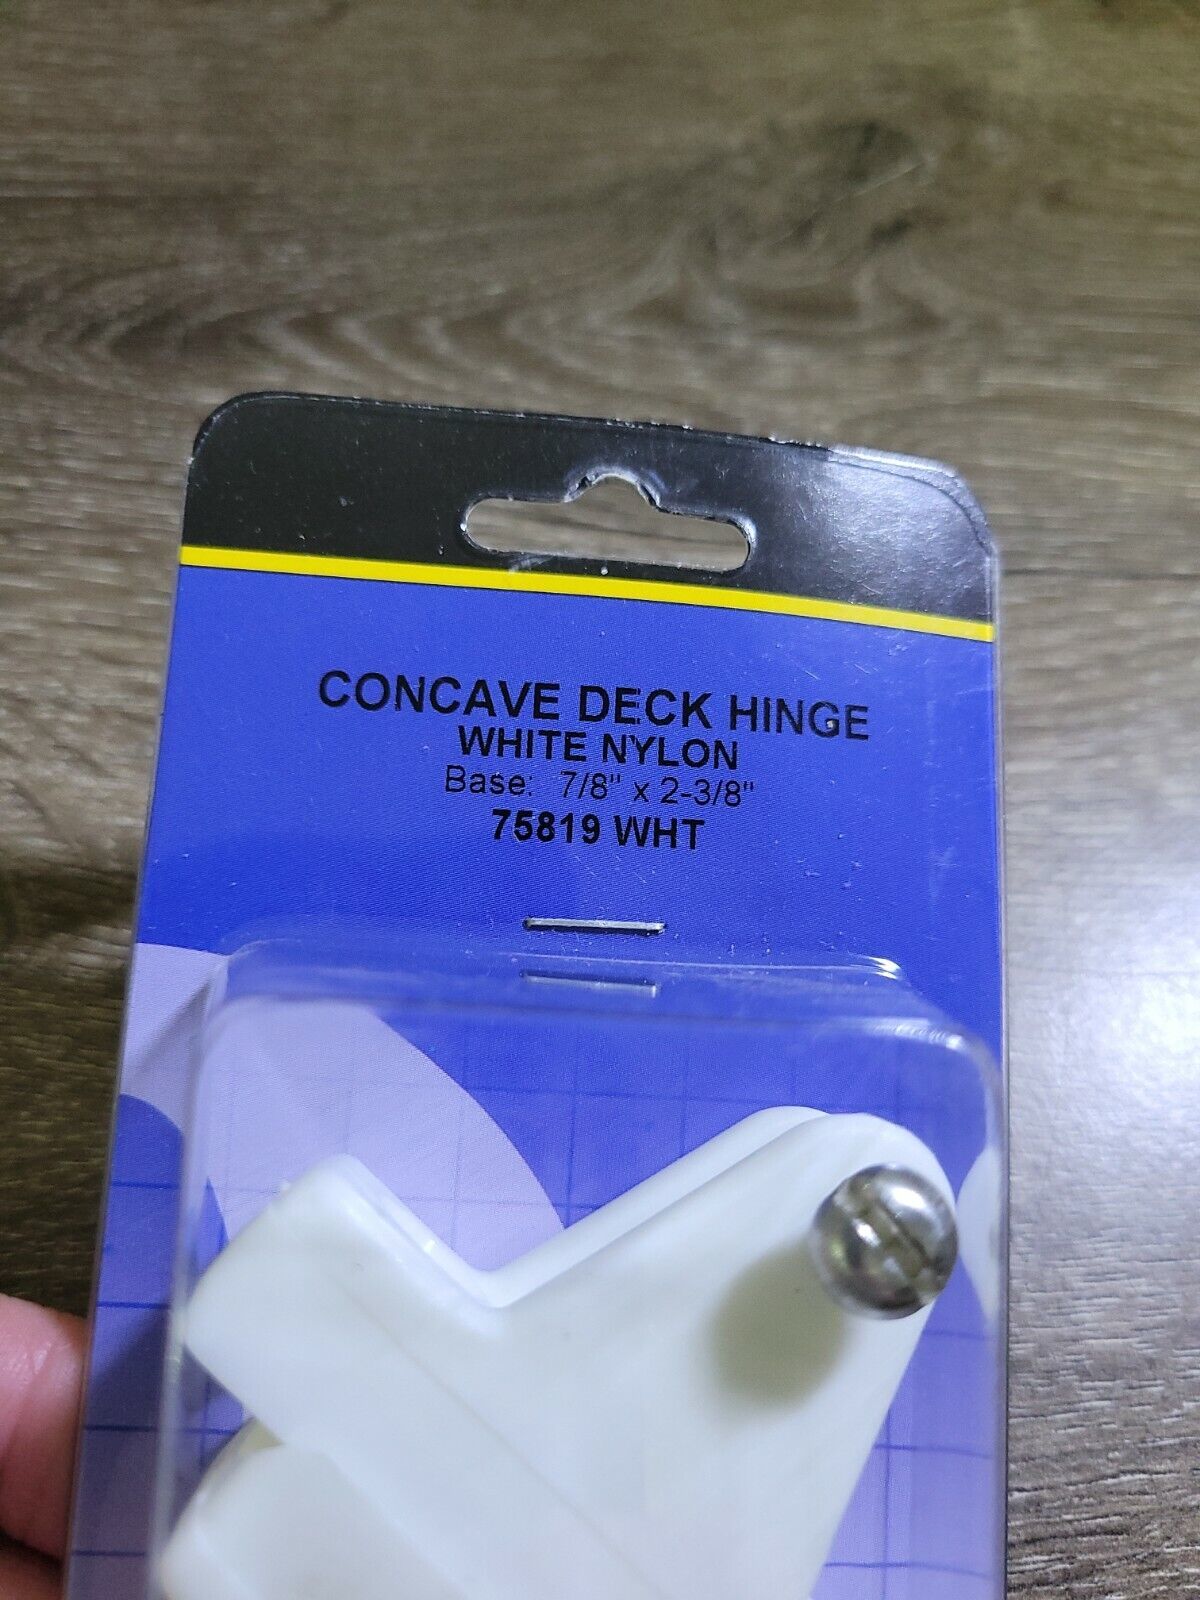 CONCAVE DECK HINGE
WHITE NYLON
Base: 7/8" x 2-3/8"
75819 WHT